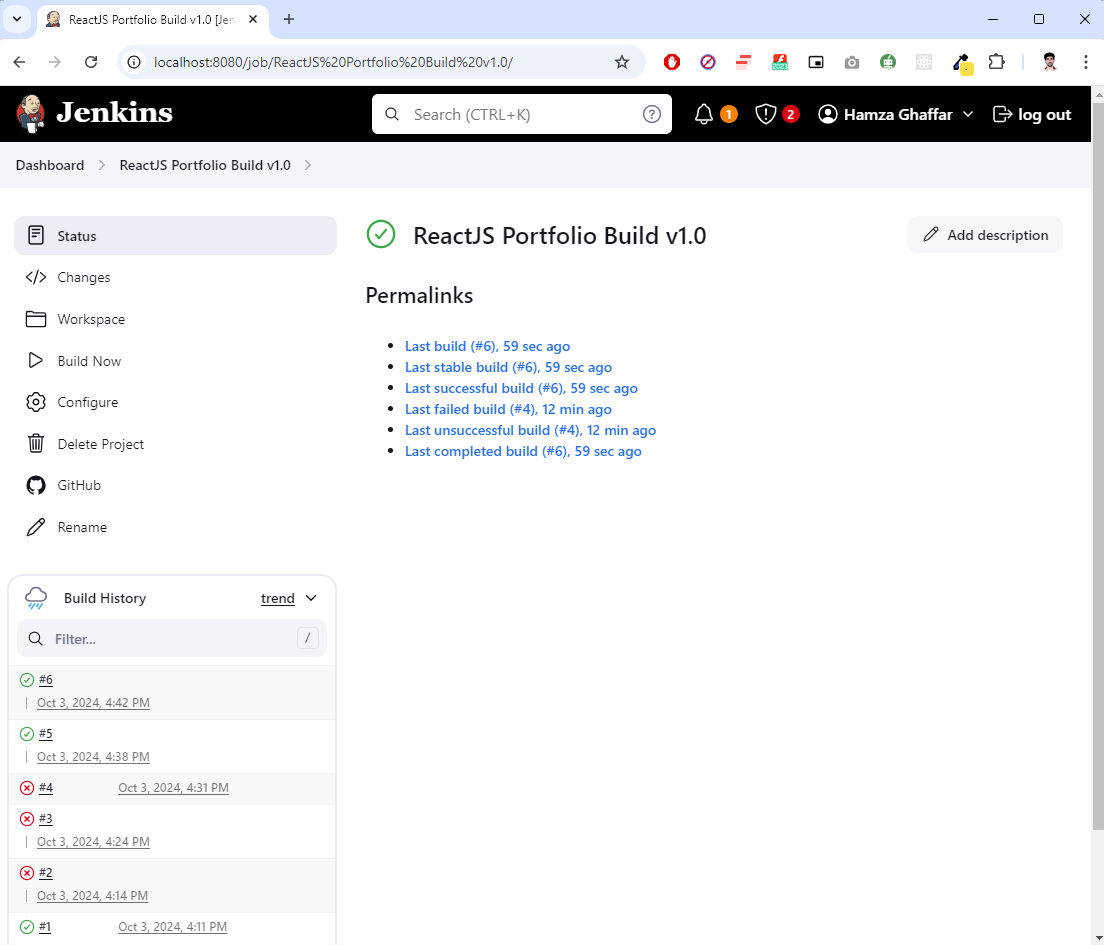 ReactJS Portfolio Build v1.0 [Jen
localhost:8080/job/ReactJS%20Portfolio%20Build%20v1.0/
Jenkins
Search (CTRL+K)
1
2
Hamza Ghaffar
log out
Dashboard
ReactJS Portfolio Build v1.0
Status
Changes
Workspace
Build Now
Configure
Delete Project
GitHub
Rename
ReactJS Portfolio Build v1.0
Add description
Permalinks
Last build (#6), 59 sec ago
Last stable build (#6), 59 sec ago
Last successful build (#6), 59 sec ago
Last failed build (#4), 12 min ago
Last unsuccessful build (#4), 12 min ago
Last completed build (#6), 59 sec ago
Build History
trend
Filter...
/
#6
Oct 3, 2024, 4:42 PM
#5
Oct 3, 2024, 4:38 PM
#4 Oct 3, 2024, 4:31 PM
#3
Oct 3, 2024, 4:24 PM
#2
Oct 3, 2024, 4:14 PM
#1 Oct 3, 2024, 4:11 PM